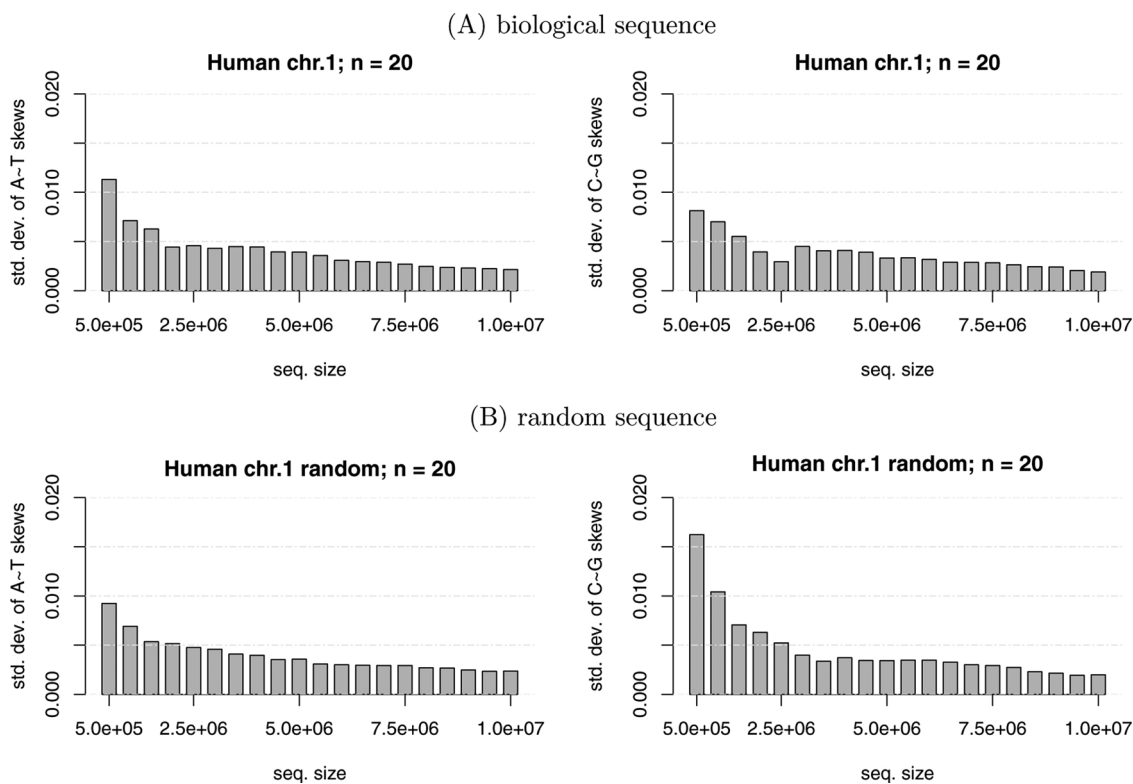 (A) biological sequence
Human chr.1; n = 20
std. dev. of A~T skews
0.020
0.010
0.000
5.0e+05 2.5e+06 5.0e+06 7.5e+06 1.0e+07
seq. size
Human chr.1; n = 20
std. dev. of C~G skews
0.020
0.010
0.000
5.0e+05 2.5e+06 5.0e+06 7.5e+06 1.0e+07
seq. size
(B) random sequence
Human chr.1 random; n = 20
std. dev. of A~T skews
0.020
0.010
0.000
5.0e+05 2.5e+06 5.0e+06 7.5e+06 1.0e+07
seq. size
Human chr.1 random; n = 20
std. dev. of C~G skews
0.020
0.010
0.000
5.0e+05 2.5e+06 5.0e+06 7.5e+06 1.0e+07
seq. size